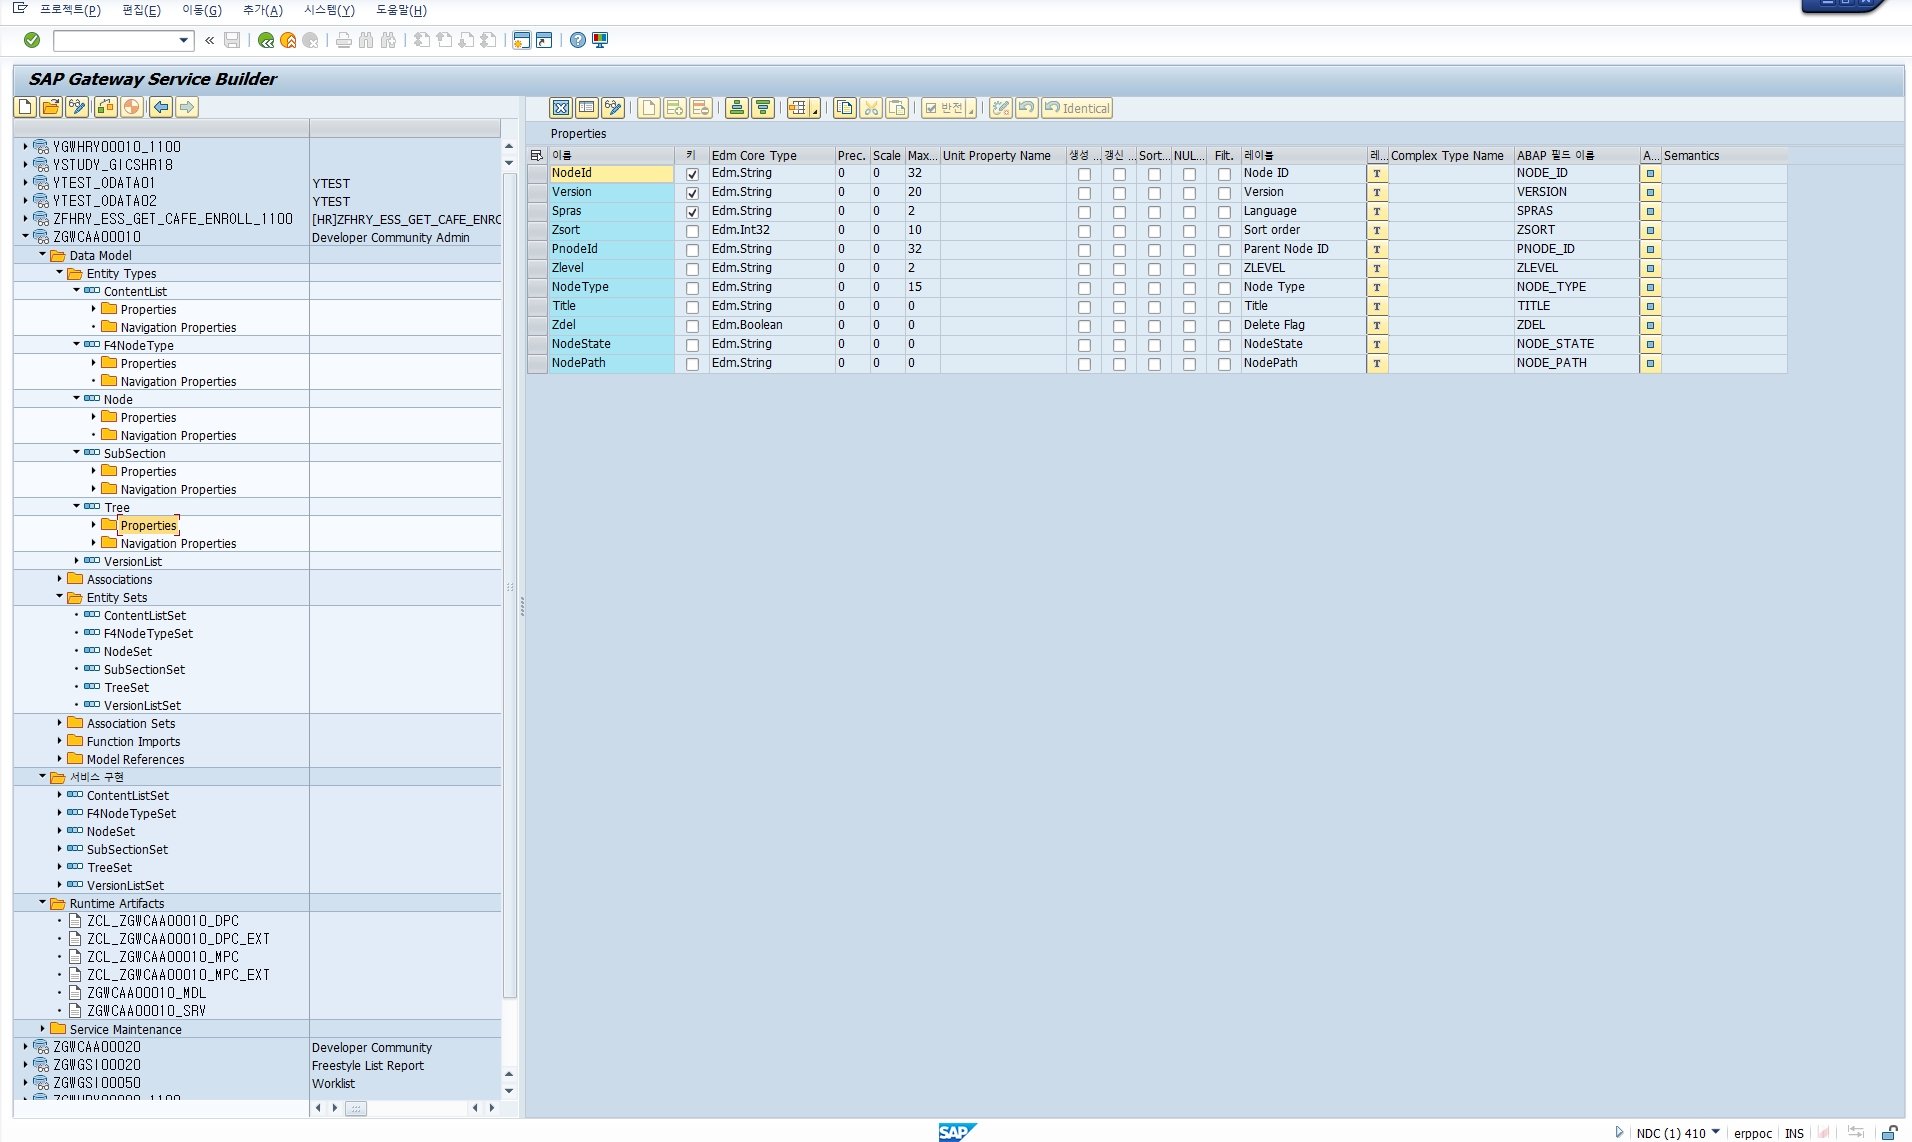 프로젝트(P) 편집(E) 이동(G) 추가(A) 시스템(Y) 도움말(H)
SAP Gateway Service Builder
반전 Identical
YGWHRY00010_1100
YSTUDY_GICSHR18
YTEST_ODATA01 YTEST
YTEST_ODATA02 YTEST
ZFHRY_ESS_GET_CAFE_ENROLL_1100 [HR]ZFHRY_ESS_GET_CAFE_ENRO
ZGWCAA00010 Developer Community Admin
Data Model
Entity Types
ContentList
Properties
Navigation Properties
F4NodeType
Properties
Navigation Properties
Node
Properties
Navigation Properties
SubSection
Properties
Navigation Properties
Tree
Properties
Navigation Properties
VersionList
Associations
Entity Sets
ContentListSet
F4NodeTypeSet
NodeSet
SubSectionSet
TreeSet
VersionListSet
Association Sets
Function Imports
Model References
서비스 구현
ContentListSet
F4NodeTypeSet
NodeSet
SubSectionSet
TreeSet
VersionListSet
Runtime Artifacts
ZCL_ZGWCAA00010_DPC
ZCL_ZGWCAA00010_DPC_EXT
ZCL_ZGWCAA00010_MPC
ZCL_ZGWCAA00010_MPC_EXT
ZGWCAA00010_MDL
ZGWCAA00010_SRV
Service Maintenance
ZGWCAA00020 Developer Community
ZGWGSI00020 Freestyle List Report
ZGWGSI00050 Worklist
Properties
이름 키 Edm Core Type Prec. Scale Max... Unit Property Name 생성 ... 갱신 ... Sort... NUL... Filt. 레이블 레... Complex Type Name ABAP 필드 이름 A... Semantics
NodeId Edm.String 0 0 32 Node ID T NODE_ID
Version Edm.String 0 0 20 Version T VERSION
Spras Edm.String 0 0 2 Language T SPRAS
Zsort Edm.Int32 0 0 10 Sort order T ZSORT
PnodeId Edm.String 0 0 32 Parent Node ID T PNODE_ID
Zlevel Edm.String 0 0 2 ZLEVEL T ZLEVEL
NodeType Edm.String 0 0 15 Node Type T NODE_TYPE
Title Edm.String 0 0 0 Title T TITLE
Zdel Edm.Boolean 0 0 0 Delete Flag T ZDEL
NodeState Edm.String 0 0 0 NodeState T NODE_STATE
NodePath Edm.String 0 0 0 NodePath T NODE_PATH
SAP
NDC (1) 410 erppoc INS